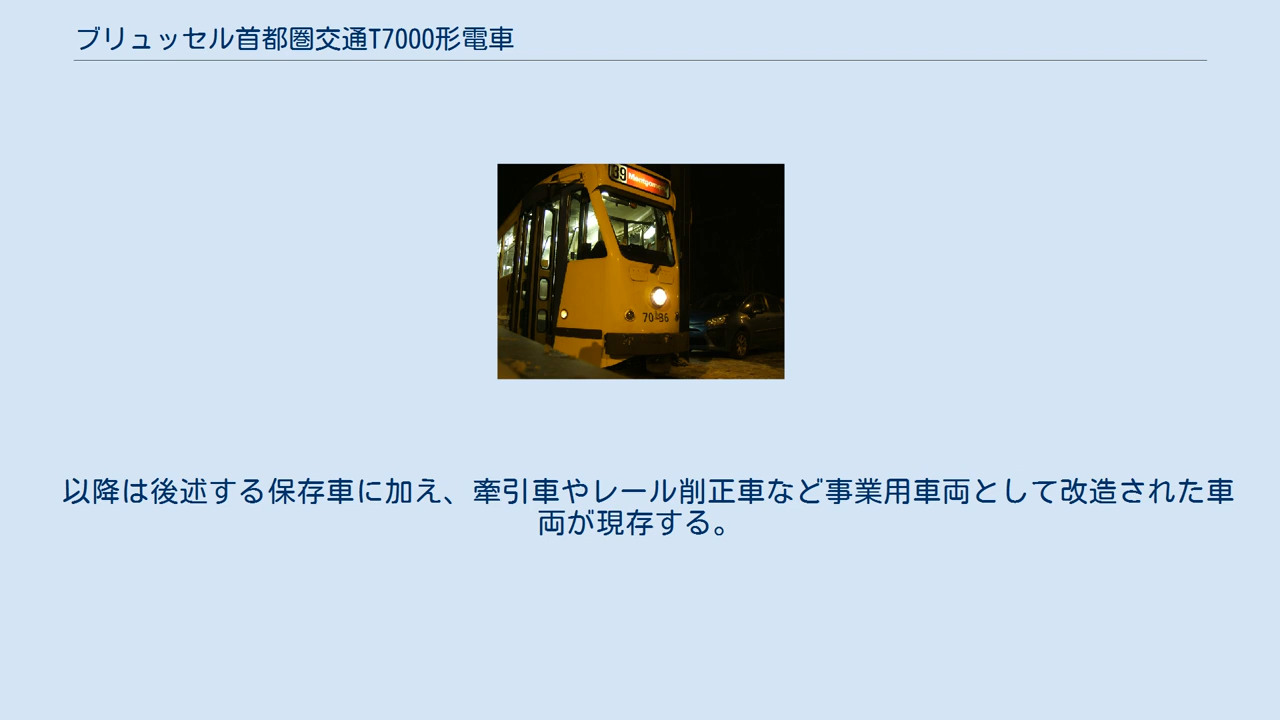 ブリュッセル首都圏交通T7000形電車
39
7036
以降は後述する保存車に加え、牽引車やレール削正車など事業用車両として改造された車
両が現存する。